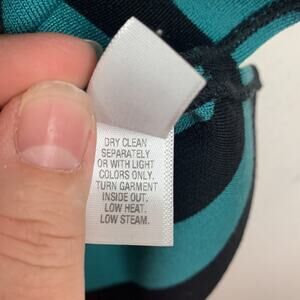 DRY CLEAN
SEPARATELY
OR WITH LIGHT
COLORS ONLY.
TURN GARMENT
INSIDE OUT.
LOW HEAT.
LOW STEAM.